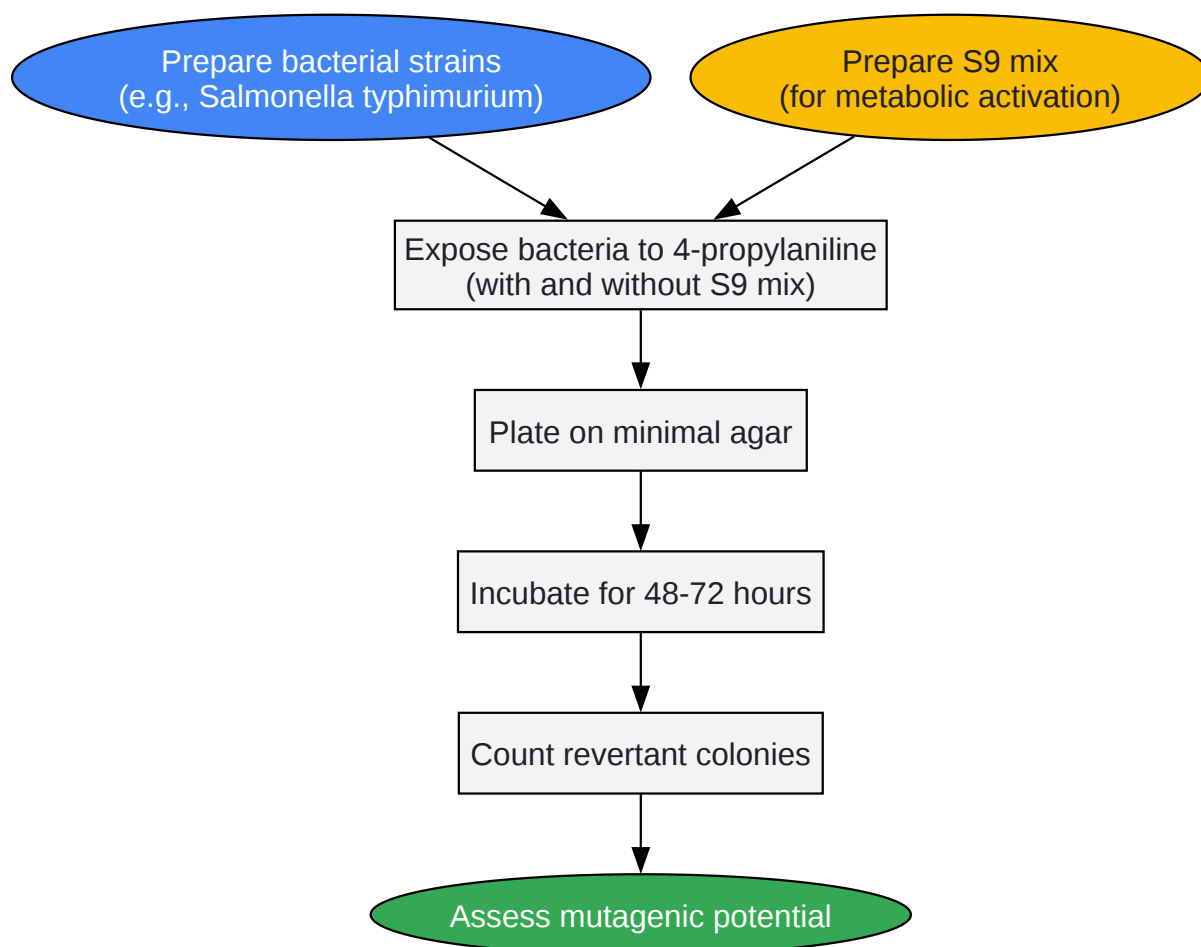 Prepare bacterial strains
(e.g., Salmonella typhimurium)
Prepare S9 mix
(for metabolic activation)
Expose bacteria to 4-propylaniline
(with and without S9 mix)
Plate on minimal agar
Incubate for 48-72 hours
Count revertant colonies
Assess mutagenic potential